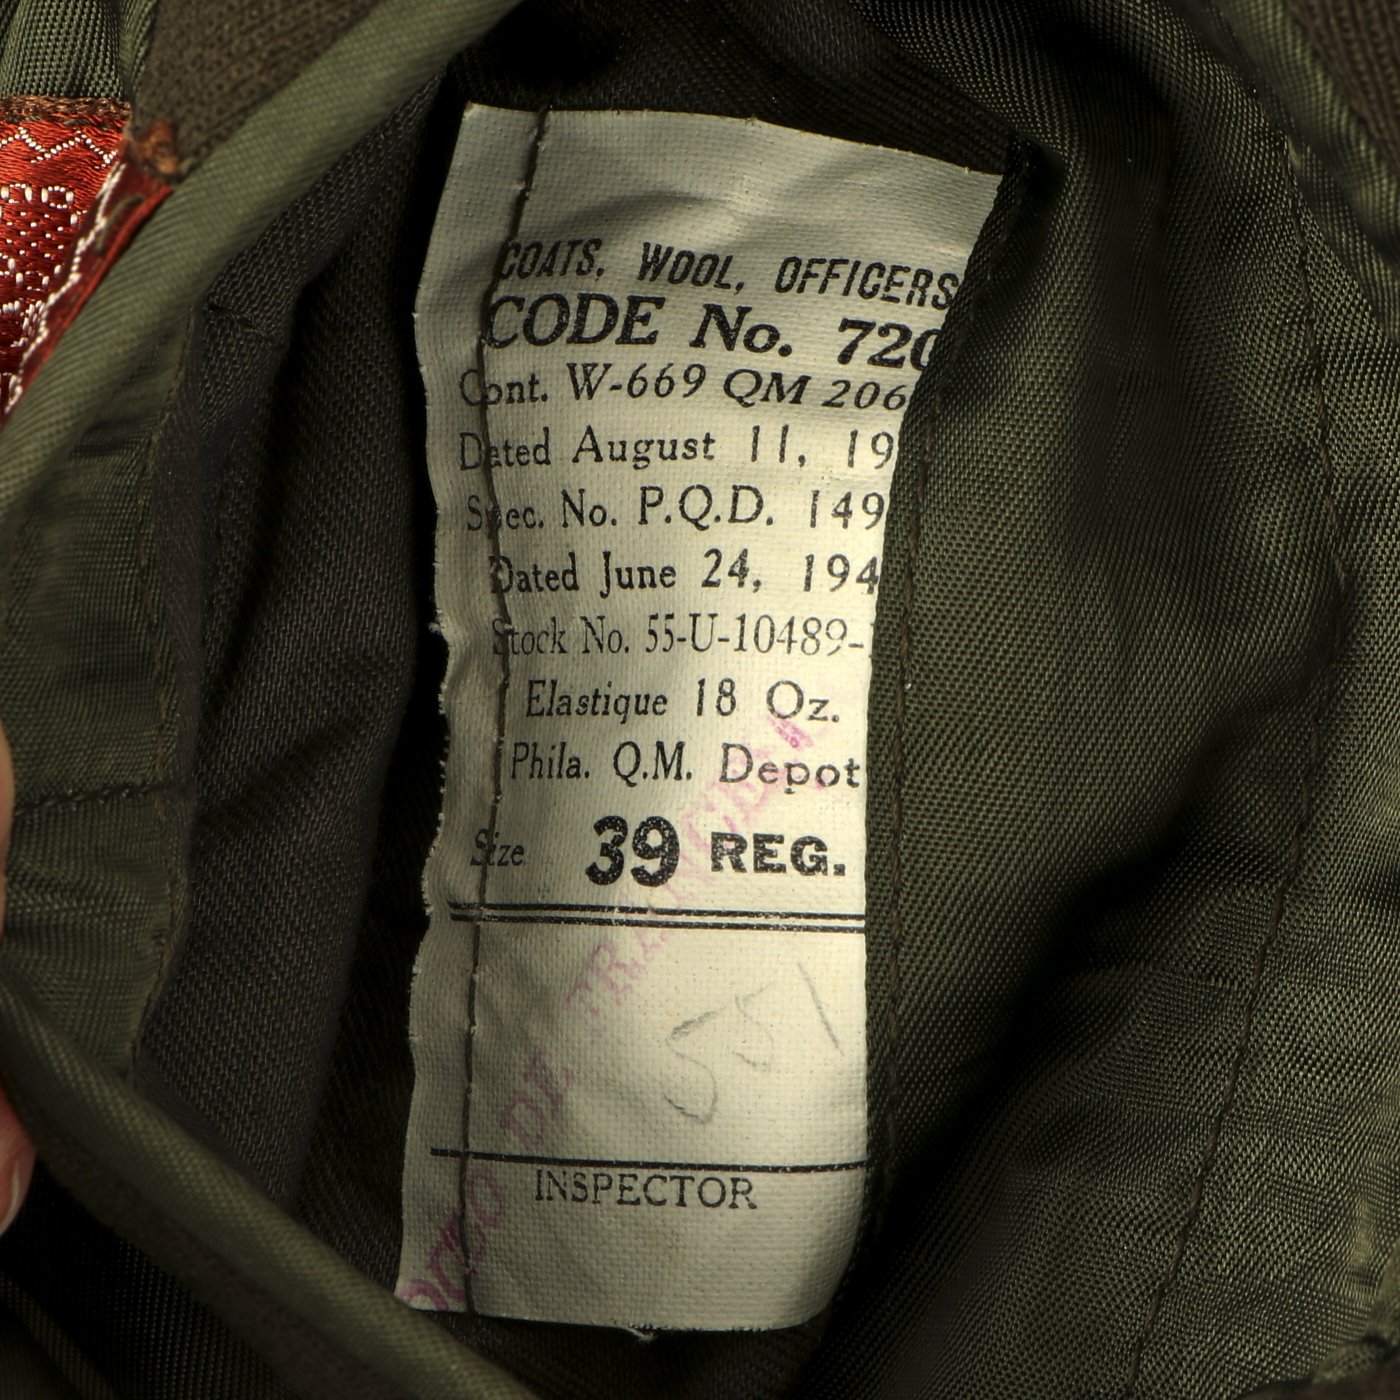 COATS, WOOL, OFFICERS
CODE No. 720
Cont. W-669 QM 206
Dated August 11, 19
Spec. No. P.Q.D. 149
Dated June 24, 194
Stock No. 55-U-10489-
Elastique 18 Oz.
Phila. Q.M. Depot
Size 39 REG.
551
INSPECTOR